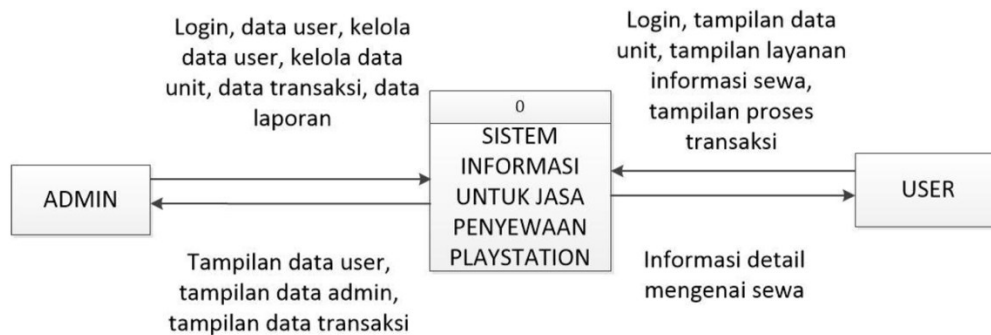 Login, data user, kelola
data user, kelola data
unit, data transaksi, data
laporan
Login, tampilan data
unit, tampilan layanan
informasi sewa,
tampilan proses
transaksi
0
SISTEM
INFORMASI
UNTUK JASA
PENYEWAAN
PLAYSTATION
ADMIN
USER
Tampilan data user,
tampilan data admin,
tampilan data transaksi
Informasi detail
mengenai sewa